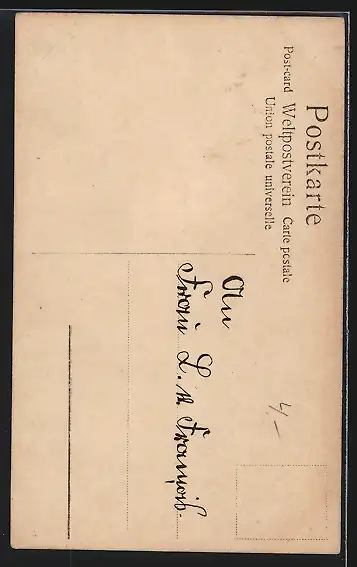 Postkarte
Post-card Weltpostverein Carte postale
Union postale universelle
An
Frau L. v.
4,-